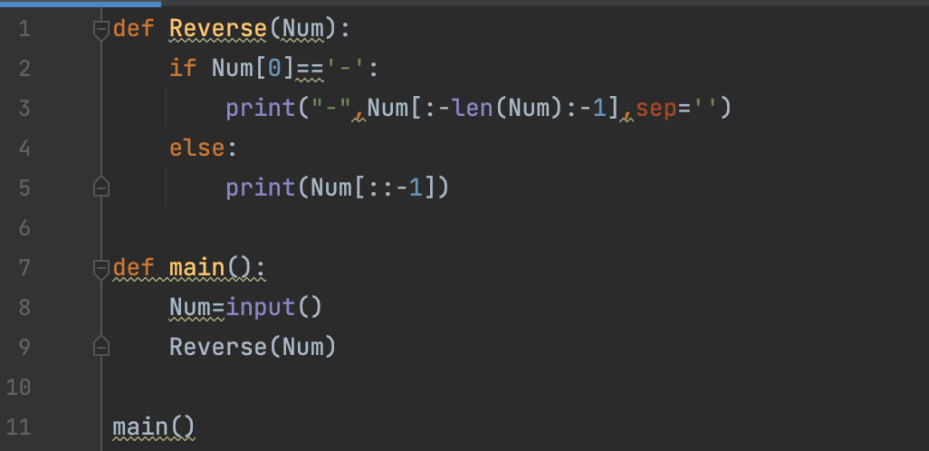 1 def Reverse(Num):
2     if Num[0]=='-':
3         print("-",Num[:-len(Num):-1],sep='')
4     else:
5         print(Num[::-1])
6
7 def main():
8     Num=input()
9     Reverse(Num)
10
11 main()